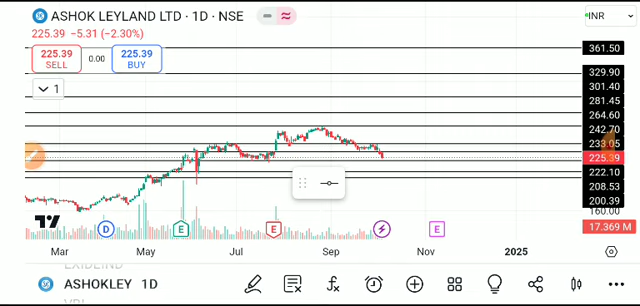 ASHOK LEYLAND LTD · 1D · NSE
INR
225.39 −5.31 (−2.30%)
225.39
SELL
0.00
225.39
BUY
1
361.50
329.90
301.40
281.45
264.60
242.70
233.05
225.39
222.10
208.53
200.39
160.00
17.369 M
D
E
E
E
Mar
May
Jul
Sep
Nov
2025
EXIDEIND
ASHOKLEY 1D
VBL